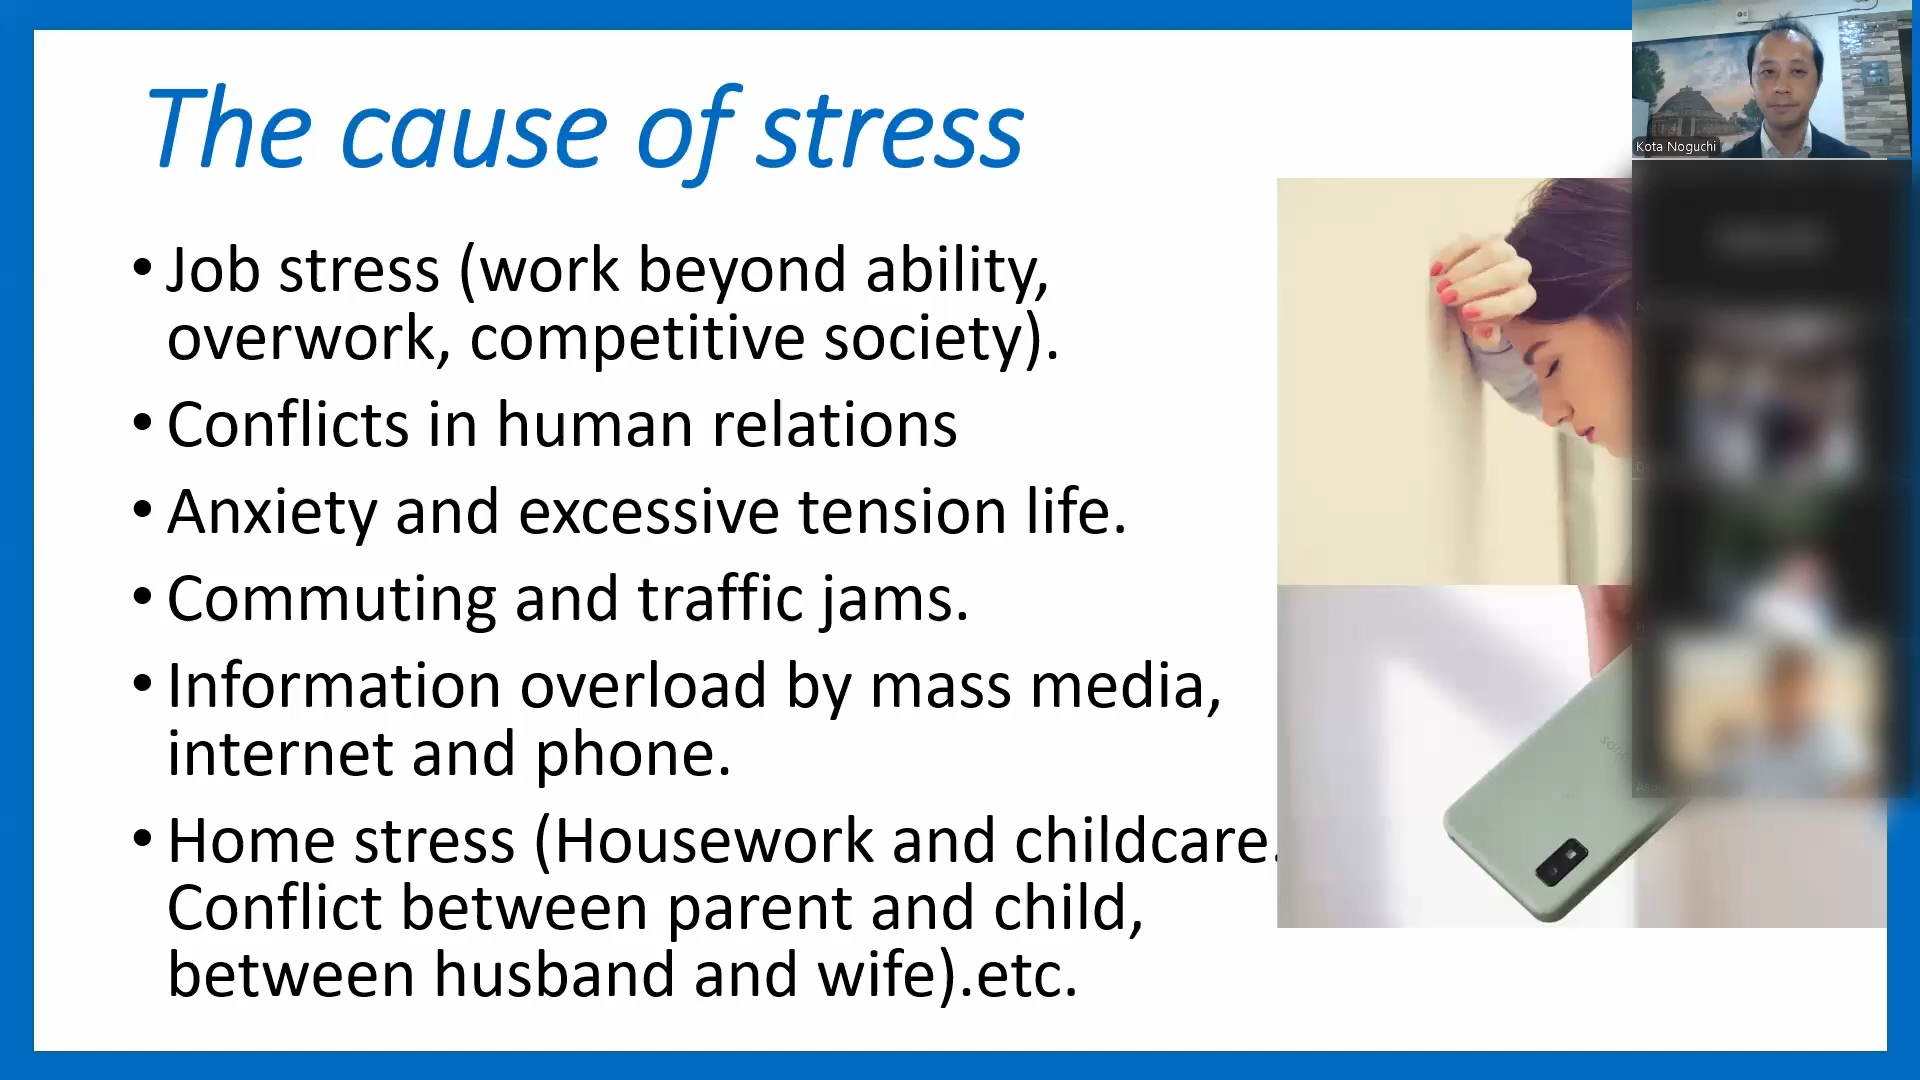 The cause of stress
• Job stress (work beyond ability,
overwork, competitive society).
• Conflicts in human relations
• Anxiety and excessive tension life.
• Commuting and traffic jams.
• Information overload by mass media,
internet and phone.
• Home stress (Housework and childcare.
Conflict between parent and child,
between husband and wife).etc.
Kota Noguchi